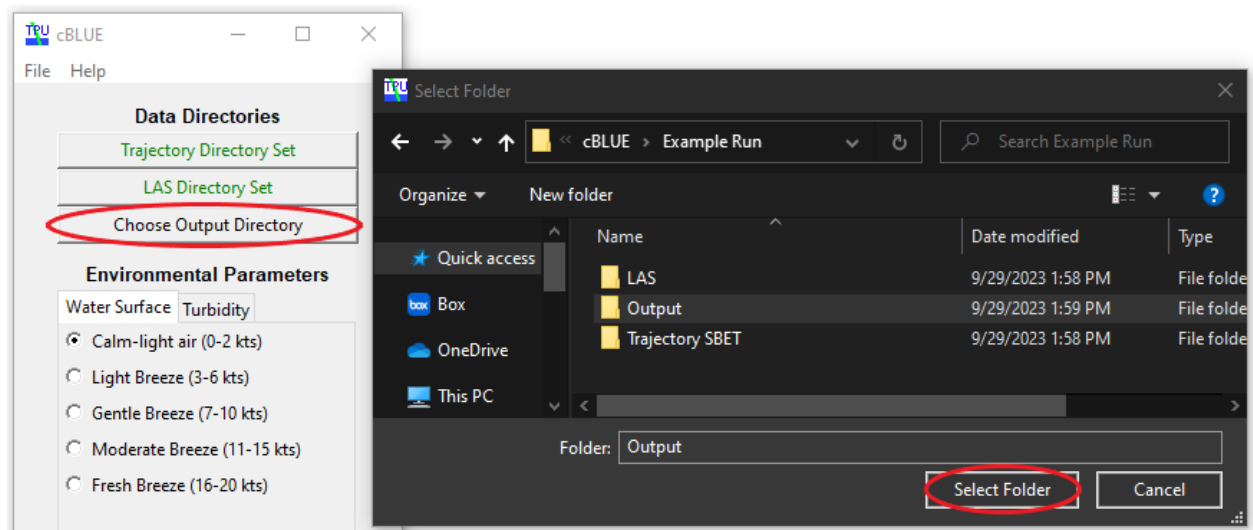 TPU cBLUE
File Help
Data Directories
Trajectory Directory Set
LAS Directory Set
Choose Output Directory
Environmental Parameters
Water Surface Turbidity
Calm-light air (0-2 kts)
Light Breeze (3-6 kts)
Gentle Breeze (7-10 kts)
Moderate Breeze (11-15 kts)
Fresh Breeze (16-20 kts)
TPU Select Folder
« cBLUE > Example Run Search Example Run
Organize New folder ?
Name Date modified Type
Quick access
box Box
OneDrive
This PC
LAS 9/29/2023 1:58 PM File folde
Output 9/29/2023 1:59 PM File folde
Trajectory SBET 9/29/2023 1:58 PM File folde
Folder: Output
Select Folder Cancel